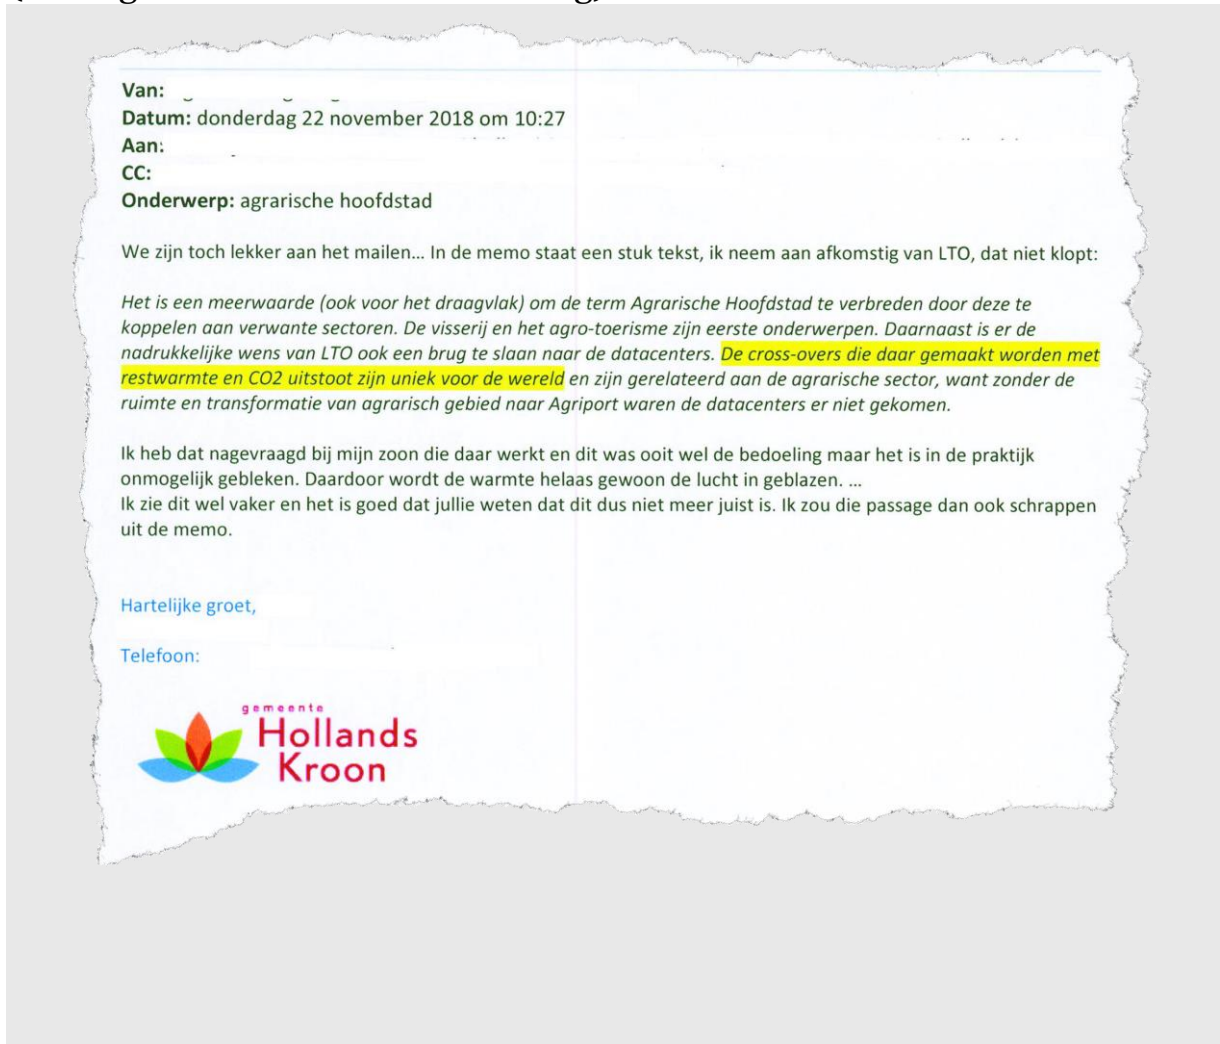 Van:
Datum: donderdag 22 november 2018 om 10:27
Aan:
CC:
Onderwerp: agrarische hoofdstad
We zijn toch lekker aan het mailen... In de memo staat een stuk tekst, ik neem aan afkomstig van LTO, dat niet klopt:
Het is een meerwaarde (ook voor het draagvlak) om de term Agrarische Hoofdstad te verbreden door deze te
koppelen aan verwante sectoren. De visserij en het agro-toerisme zijn eerste onderwerpen. Daarnaast is er de
nadrukkelijke wens van LTO ook een brug te slaan naar de datacenters. De cross-overs die daar gemaakt worden met
restwarmte en CO2 uitstoot zijn uniek voor de wereld en zijn gerelateerd aan de agrarische sector, want zonder de
ruimte en transformatie van agrarisch gebied naar Agriport waren de datacenters er niet gekomen.
Ik heb dat nagevraagd bij mijn zoon die daar werkt en dit was ooit wel de bedoeling maar het is in de praktijk
onmogelijk gebleken. Daardoor wordt de warmte helaas gewoon de lucht in geblazen. ...
Ik zie dit wel vaker en het is goed dat jullie weten dat dit dus niet meer juist is. Ik zou die passage dan ook schrappen
uit de memo.
Hartelijke groet,
Telefoon:
gemeente
Hollands
Kroon